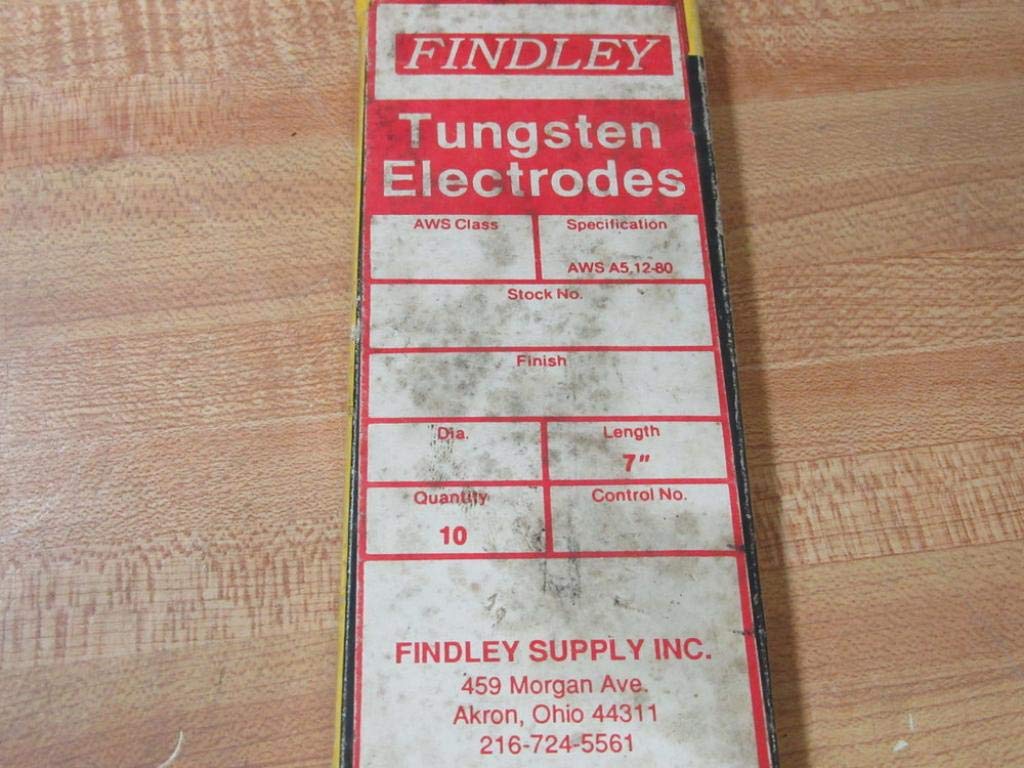 FINDLEY
Tungsten
Electrodes
AWS Class
Specification
AWS A5.12-80
Stock No.
Finish
Dia.
Length
7"
Quantity
10
Control No.
FINDLEY SUPPLY INC.
459 Morgan Ave.
Akron, Ohio 44311
216-724-5561